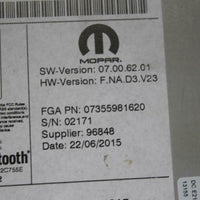 MOPAR
SW-Version: 07.00.62.01
HW-Version: F.NA.D3.V23
FGA PN: 07355981620
S/N: 02171
Supplier: 96848
Date: 22/06/2015
tooth
2C755E